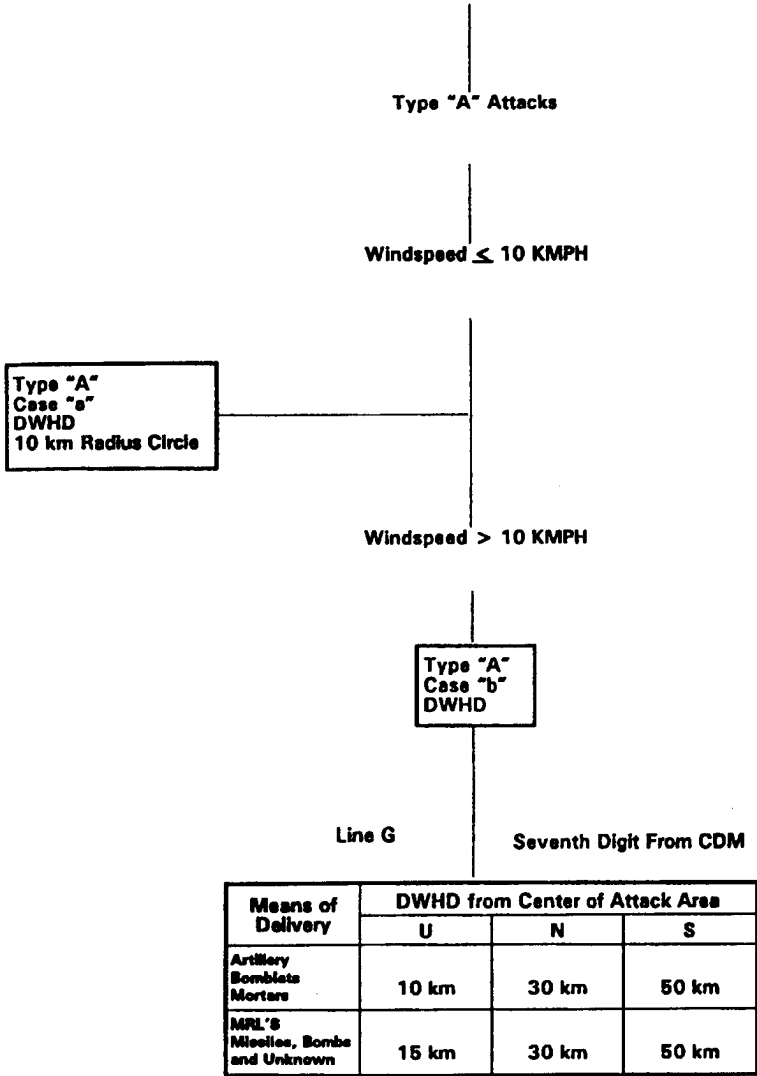 Type "A" Attacks
Windspeed ≤ 10 KMPH
Type "A"
Case "a"
DWHD
10 km Radius Circle
Windspeed > 10 KMPH
Type "A"
Case "b"
DWHD
Line G
Seventh Digit From CDM
Means of
Delivery
DWHD from Center of Attack Area
U
N
S
Artillery
Bomblets
Mortars
10 km
30 km
50 km
MRL'S
Missiles, Bombs
and Unknown
15 km
30 km
50 km